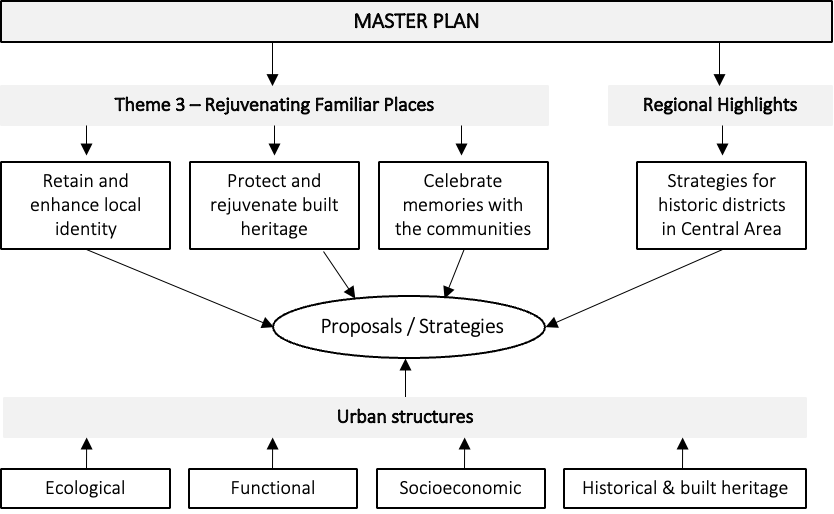 MASTER PLAN
Theme 3 – Rejuvenating Familiar Places
Regional Highlights
Retain and
enhance local
identity
Protect and
rejuvenate built
heritage
Celebrate
memories with
the communities
Strategies for
historic districts
in Central Area
Proposals / Strategies
Urban structures
Ecological
Functional
Socioeconomic
Historical & built heritage